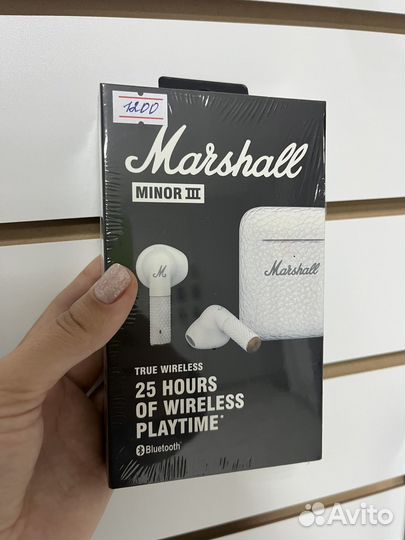 1200
Marshall
MINOR III
Marshall
M
TRUE WIRELESS
25 HOURS
OF WIRELESS
PLAYTIME*
Bluetooth®
Avito